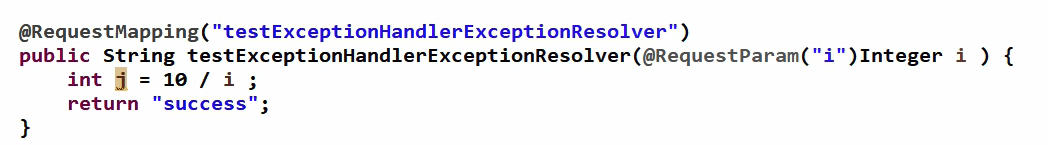 @RequestMapping("testExceptionHandlerExceptionResolver")
public String testExceptionHandlerExceptionResolver(@RequestParam("i")Integer i ) {
    int j = 10 / i ;
    return "success";
}